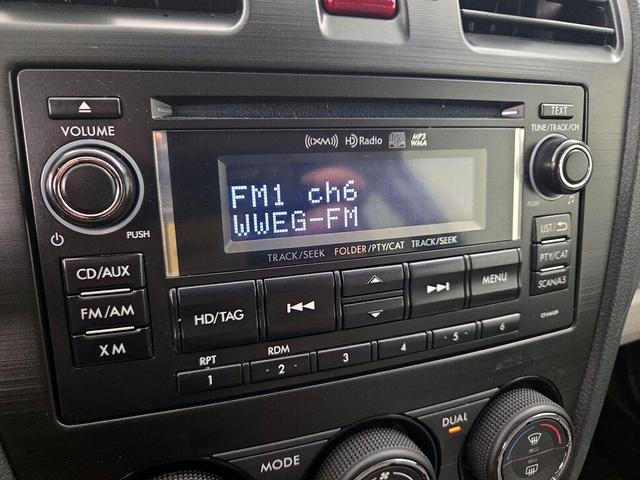 TEXT
VOLUME
TUNE/TRACK/CH
((XM)) HD Radio MP3
WMA
FM1 ch6
WWEG-FM
PUSH
PUSH
TRACK/SEEK FOLDER/PTY/CAT TRACK/SEEK
LIST/
CD/AUX
PTY/CAT
FM/AM
HD/TAG
MENU
SCAN/AS
XM
RPT
RDM
1
2
3
4
5
6
MODE
DUAL